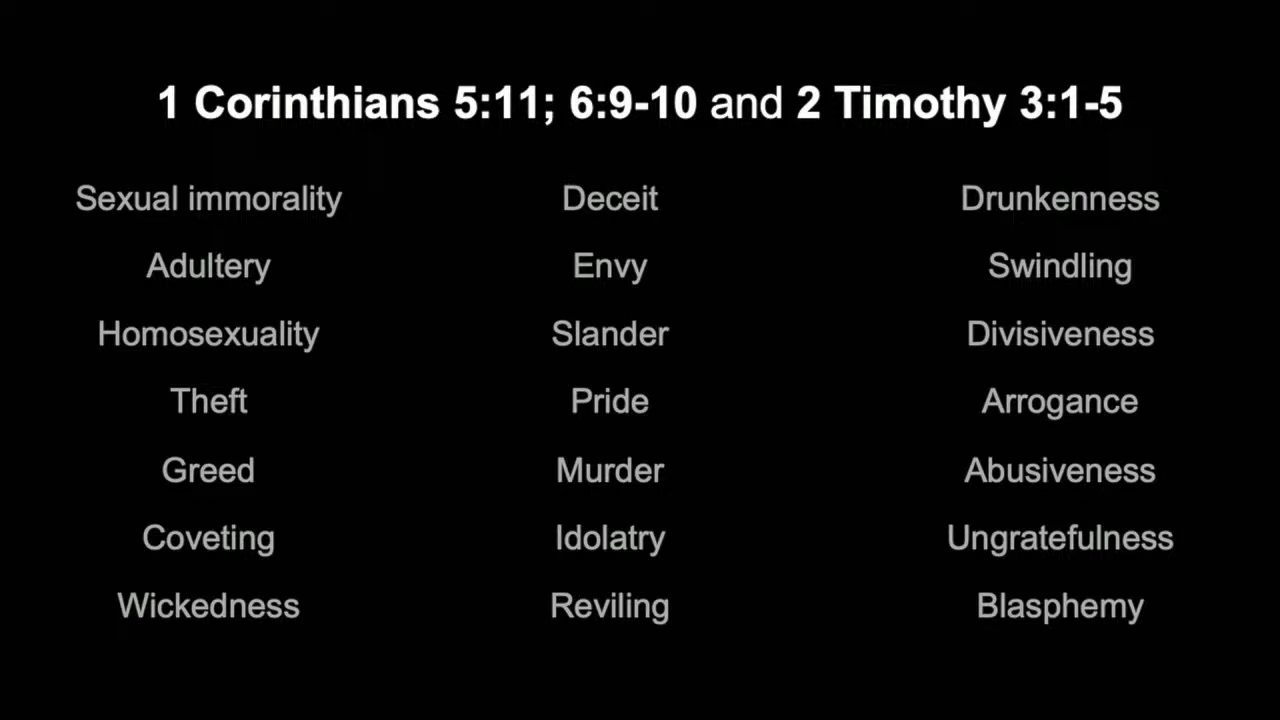 1 Corinthians 5:11; 6:9-10 and 2 Timothy 3:1-5
Sexual immorality
Adultery
Homosexuality
Theft
Greed
Coveting
Wickedness
Deceit
Envy
Slander
Pride
Murder
Idolatry
Reviling
Drunkenness
Swindling
Divisiveness
Arrogance
Abusiveness
Ungratefulness
Blasphemy